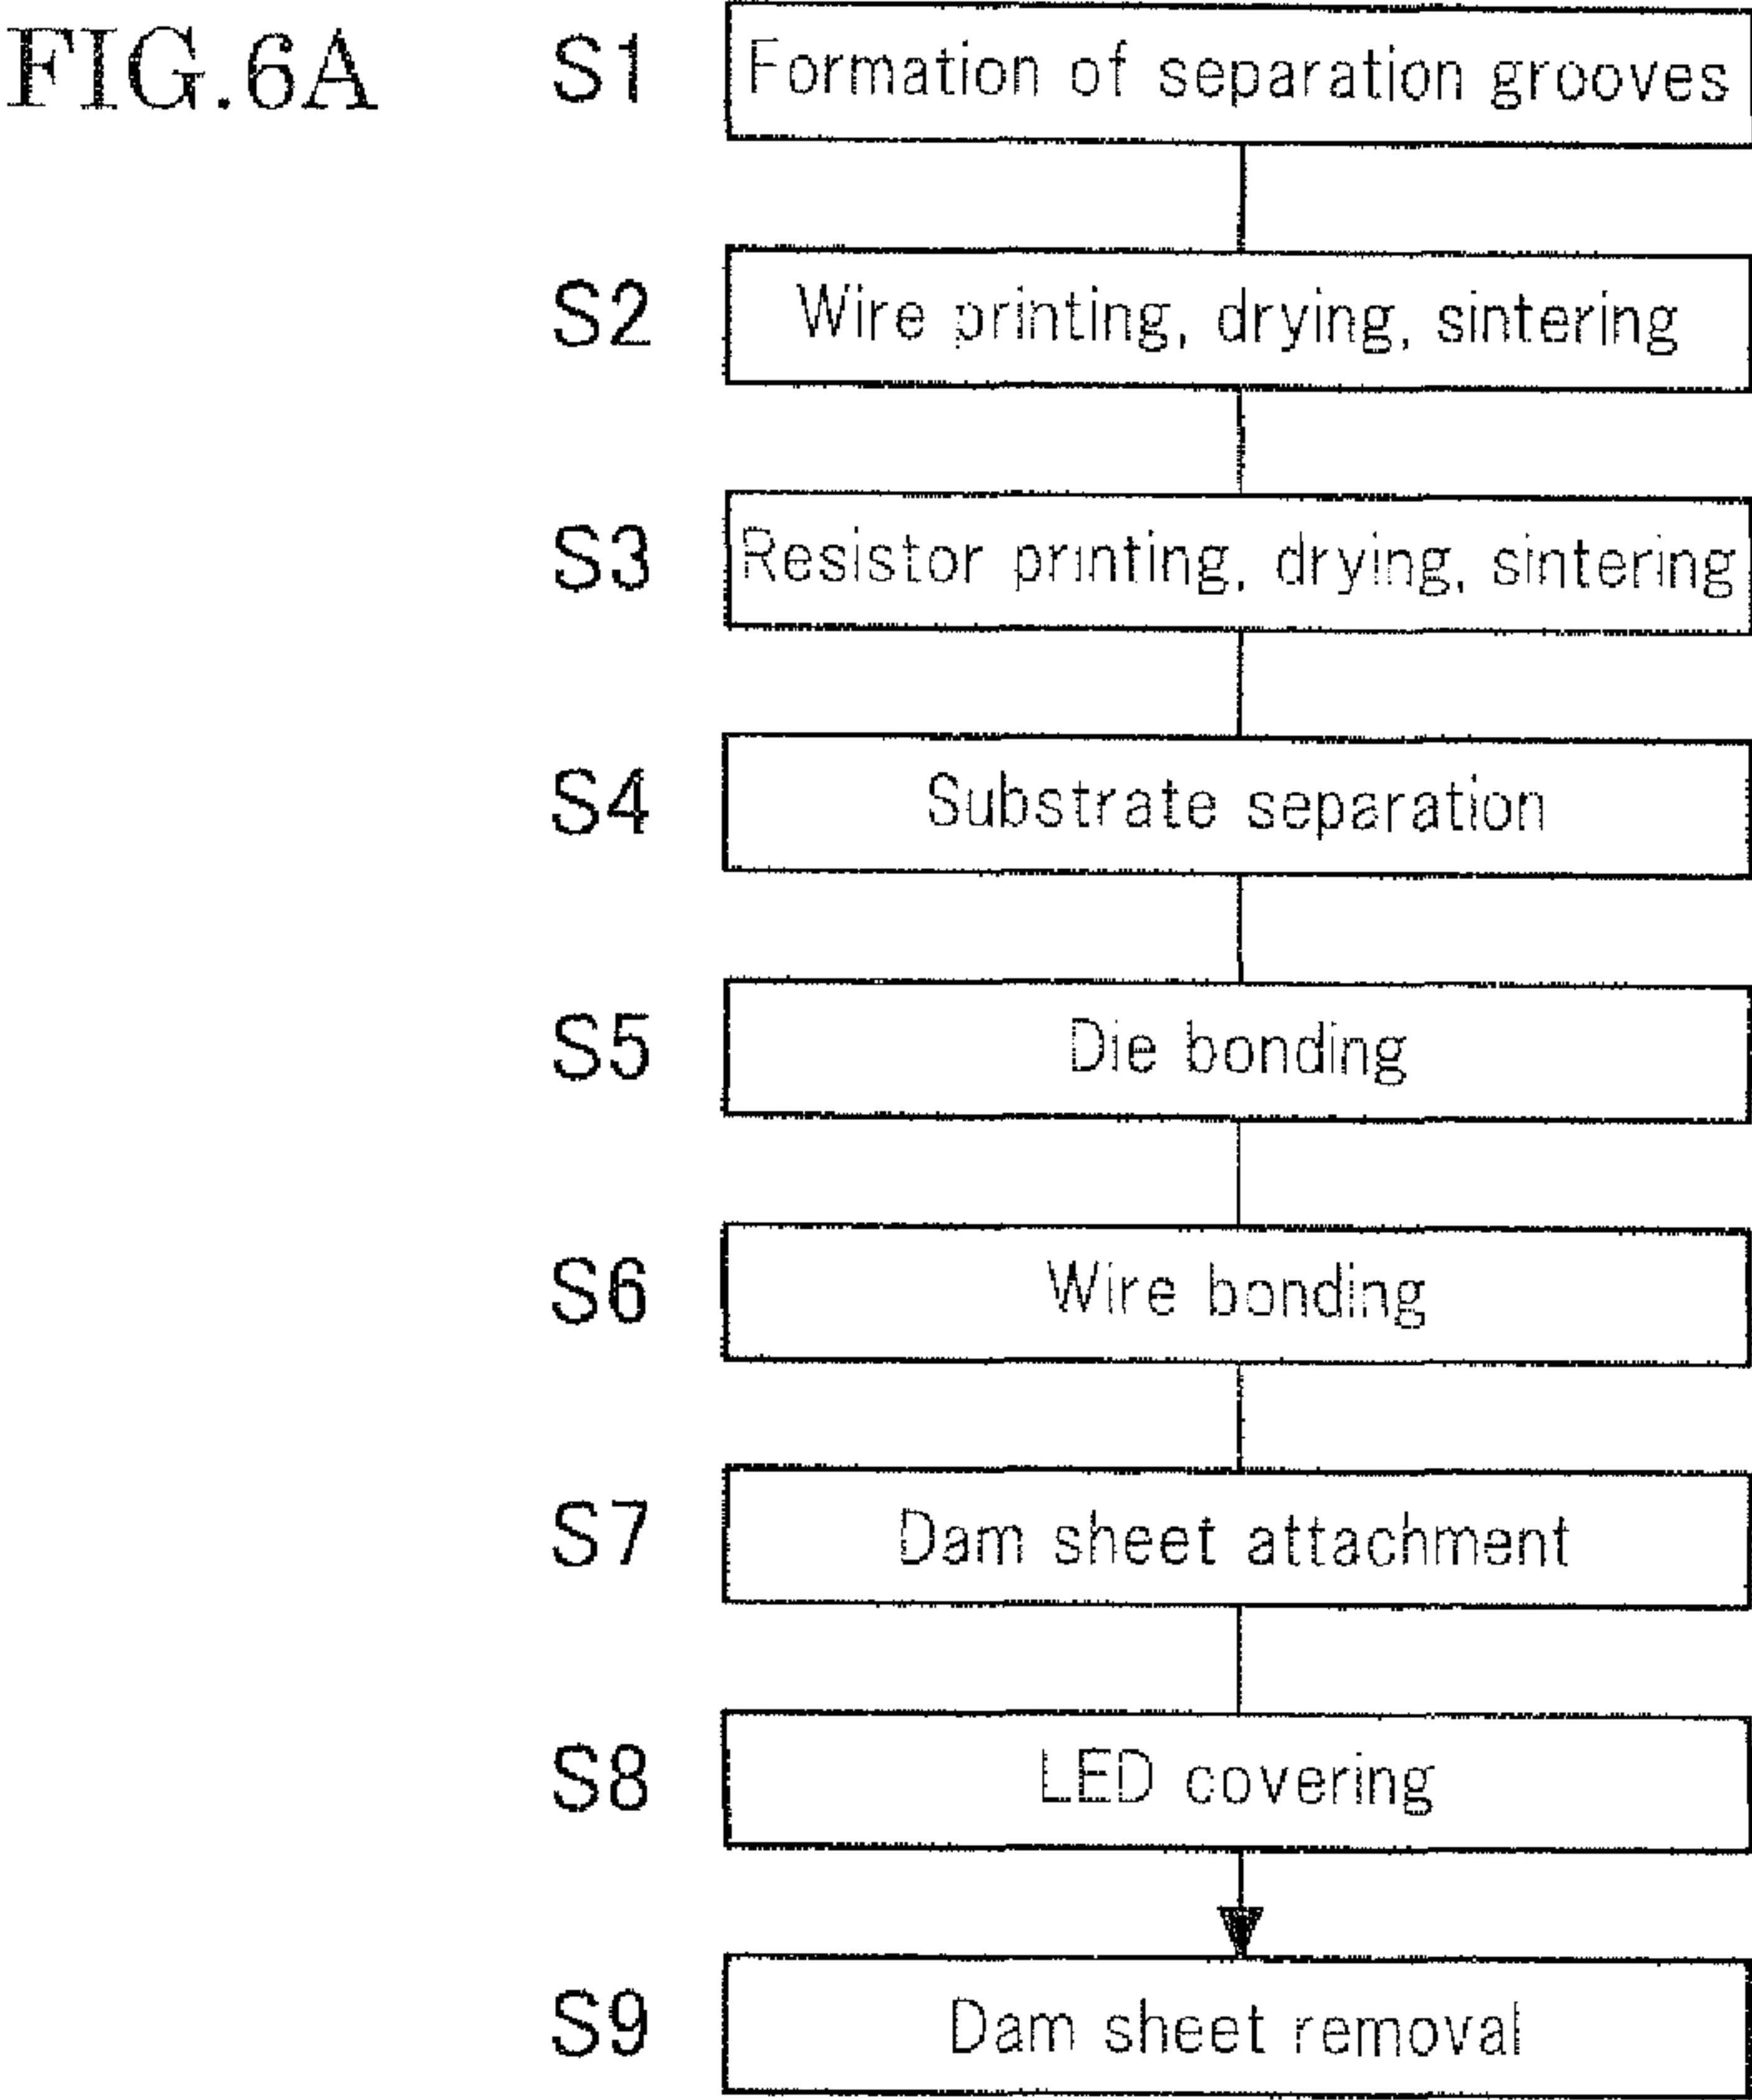 FIG.6A
S1 Formation of separation grooves
S2 Wire printing, drying, sintering
S3 Resistor printing, drying, sintering
S4 Substrate separation
S5 Die bonding
S6 Wire bonding
S7 Dam sheet attachment
S8 LED covering
S9 Dam sheet removal